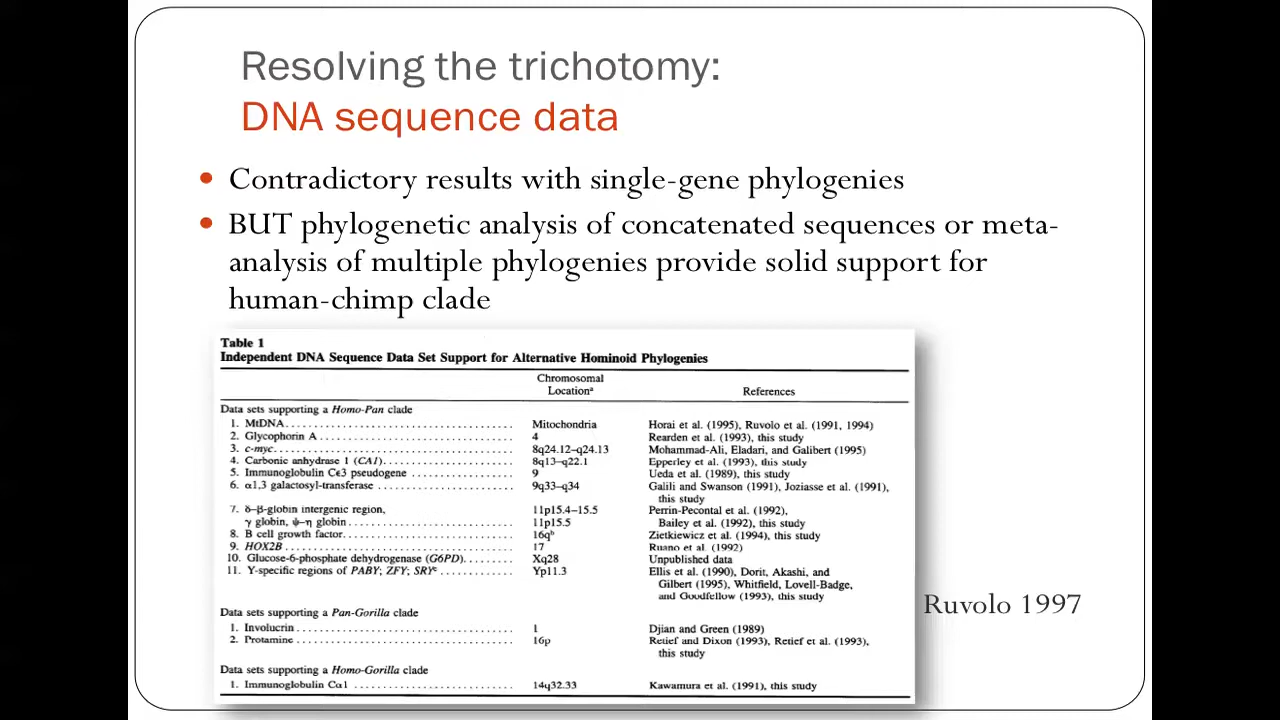 Resolving the trichotomy:
DNA sequence data
• Contradictory results with single-gene phylogenies
• BUT phylogenetic analysis of concatenated sequences or meta-
analysis of multiple phylogenies provide solid support for
human-chimp clade
Table 1
Independent DNA Sequence Data Set Support for Alternative Hominoid Phylogenies
Chromosomal
Locationᵃ References
Data sets supporting a Homo-Pan clade
1. MtDNA Mitochondria Horai et al. (1995), Ruvolo et al. (1991, 1994)
2. Glycophorin A 4 Rearden et al. (1993), this study
3. c-myc 8q24.12–q24.13 Mohammad-Ali, Eladari, and Galibert (1995)
4. Carbonic anhydrase 1 (CA1) 8q13–q22.1 Epperley et al. (1993), this study
5. Immunoglobulin Cε3 pseudogene 9 Ueda et al. (1989), this study
6. α1,3 galactosyl-transferase 9q33–q34 Galili and Swanson (1991), Joziasse et al. (1991),
this study
7. δ–β-globin intergenic region, 11p15.4–15.5 Perrin-Pecontal et al. (1992),
γ globin, ψ–η globin 11p15.5 Bailey et al. (1992), this study
8. B cell growth factor 16qᵇ Zietkiewicz et al. (1994), this study
9. HOX2B 17 Ruano et al. (1992)
10. Glucose-6-phosphate dehydrogenase (G6PD) Xq28 Unpublished data
11. Y-specific regions of PABY; ZFY; SRYᶜ Yp11.3 Ellis et al. (1990), Dorit, Akashi, and
Gilbert (1995), Whitfield, Lovell-Badge,
and Goodfellow (1993), this study
Data sets supporting a Pan-Gorilla clade
1. Involucrin 1 Djian and Green (1989)
2. Protamine 16p Retief and Dixon (1993), Retief et al. (1993),
this study
Data sets supporting a Homo-Gorilla clade
1. Immunoglobulin Cα1 14q32.33 Kawamura et al. (1991), this study
Ruvolo 1997